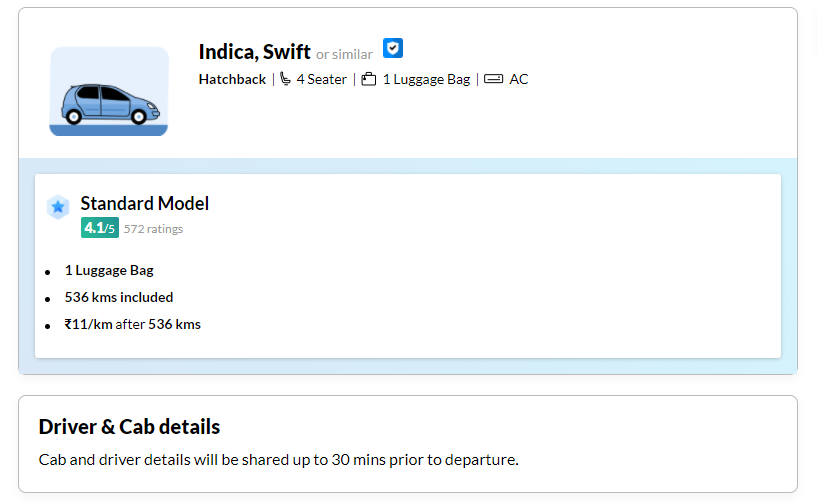 Indica, Swift or similar
Hatchback | 4 Seater | 1 Luggage Bag | AC
Standard Model
4.1/5 572 ratings
1 Luggage Bag
536 kms included
₹11/km after 536 kms
Driver & Cab details
Cab and driver details will be shared up to 30 mins prior to departure.